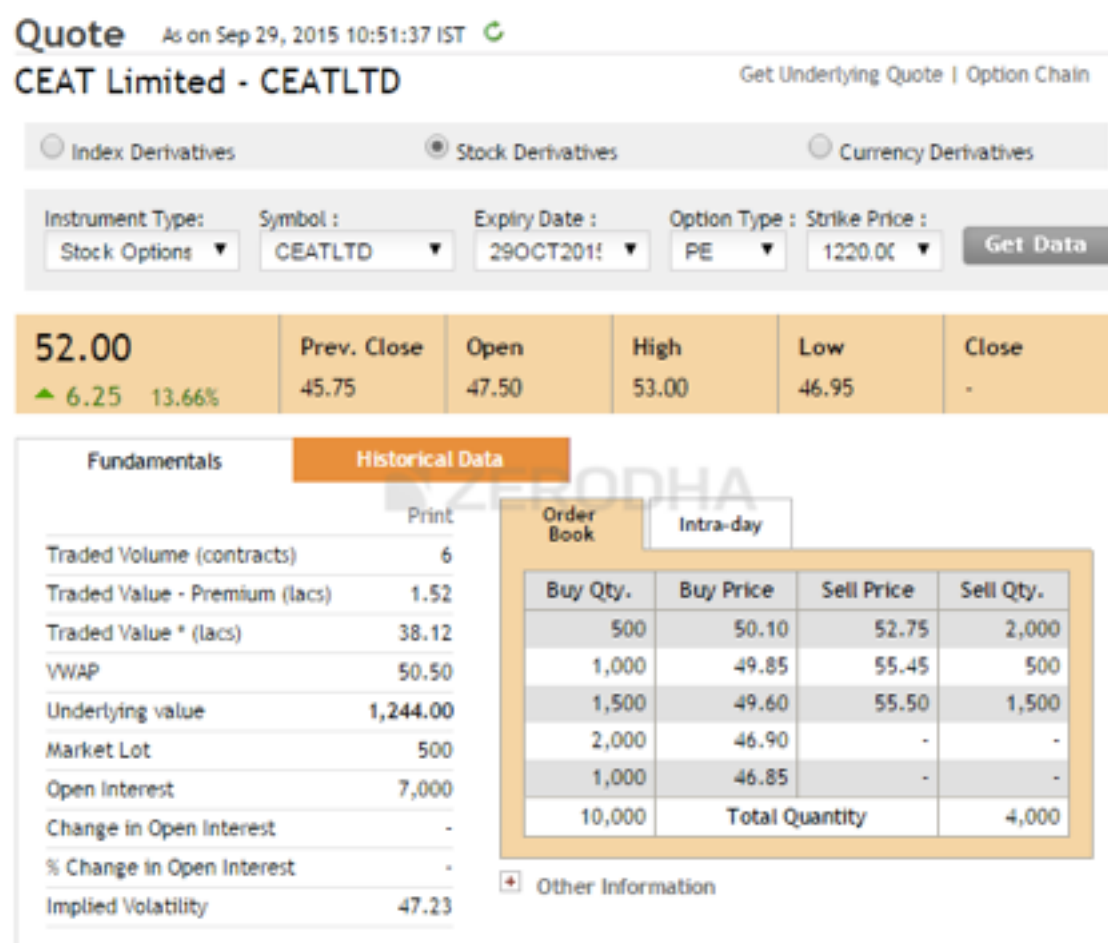 Quote As on Sep 29, 2015 10:51:37 IST
CEAT Limited - CEATLTD
Get Underlying Quote | Option Chain
Index Derivatives Stock Derivatives Currency Derivatives
Instrument Type: Symbol : Expiry Date : Option Type : Strike Price :
Stock Options CEATLTD 29OCT2015 PE 1220.00 Get Data
52.00 Prev. Close Open High Low Close
6.25 13.66% 45.75 47.50 53.00 46.95 -
Fundamentals Historical Data
ZERODHA
Print
Traded Volume (contracts) 6
Traded Value - Premium (lacs) 1.52
Traded Value * (lacs) 38.12
VWAP 50.50
Underlying value 1,244.00
Market Lot 500
Open Interest 7,000
Change in Open Interest -
% Change in Open Interest -
Implied Volatility 47.23
Order
Book
Intra-day
Buy Qty. Buy Price Sell Price Sell Qty.
500 50.10 52.75 2,000
1,000 49.85 55.45 500
1,500 49.60 55.50 1,500
2,000 46.90 - -
1,000 46.85 - -
10,000 Total Quantity 4,000
Other Information